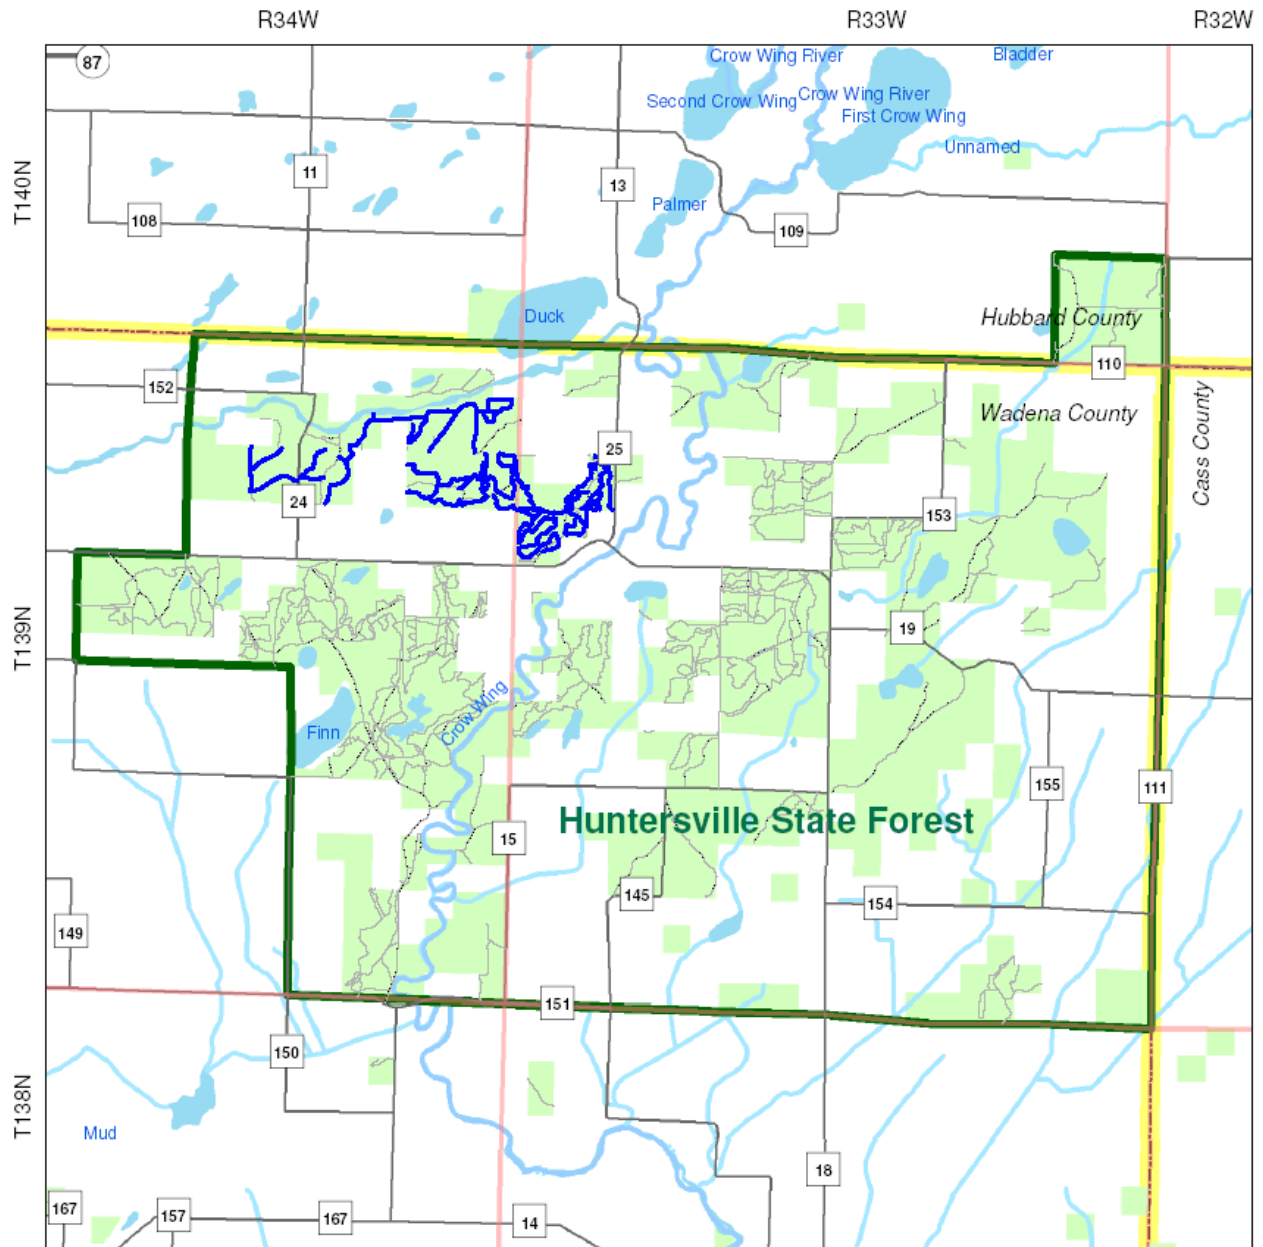 R34W
R33W
R32W
87
Crow Wing River
Bladder
Second Crow Wing
Crow Wing River
First Crow Wing
Unnamed
T140N
11
13
Palmer
108
109
Duck
Hubbard County
110
152
Wadena County
Cass County
25
24
153
T139N
19
Crow Wing
Finn
155
111
Huntersville State Forest
15
145
154
149
151
150
T138N
Mud
18
167
157
167
14